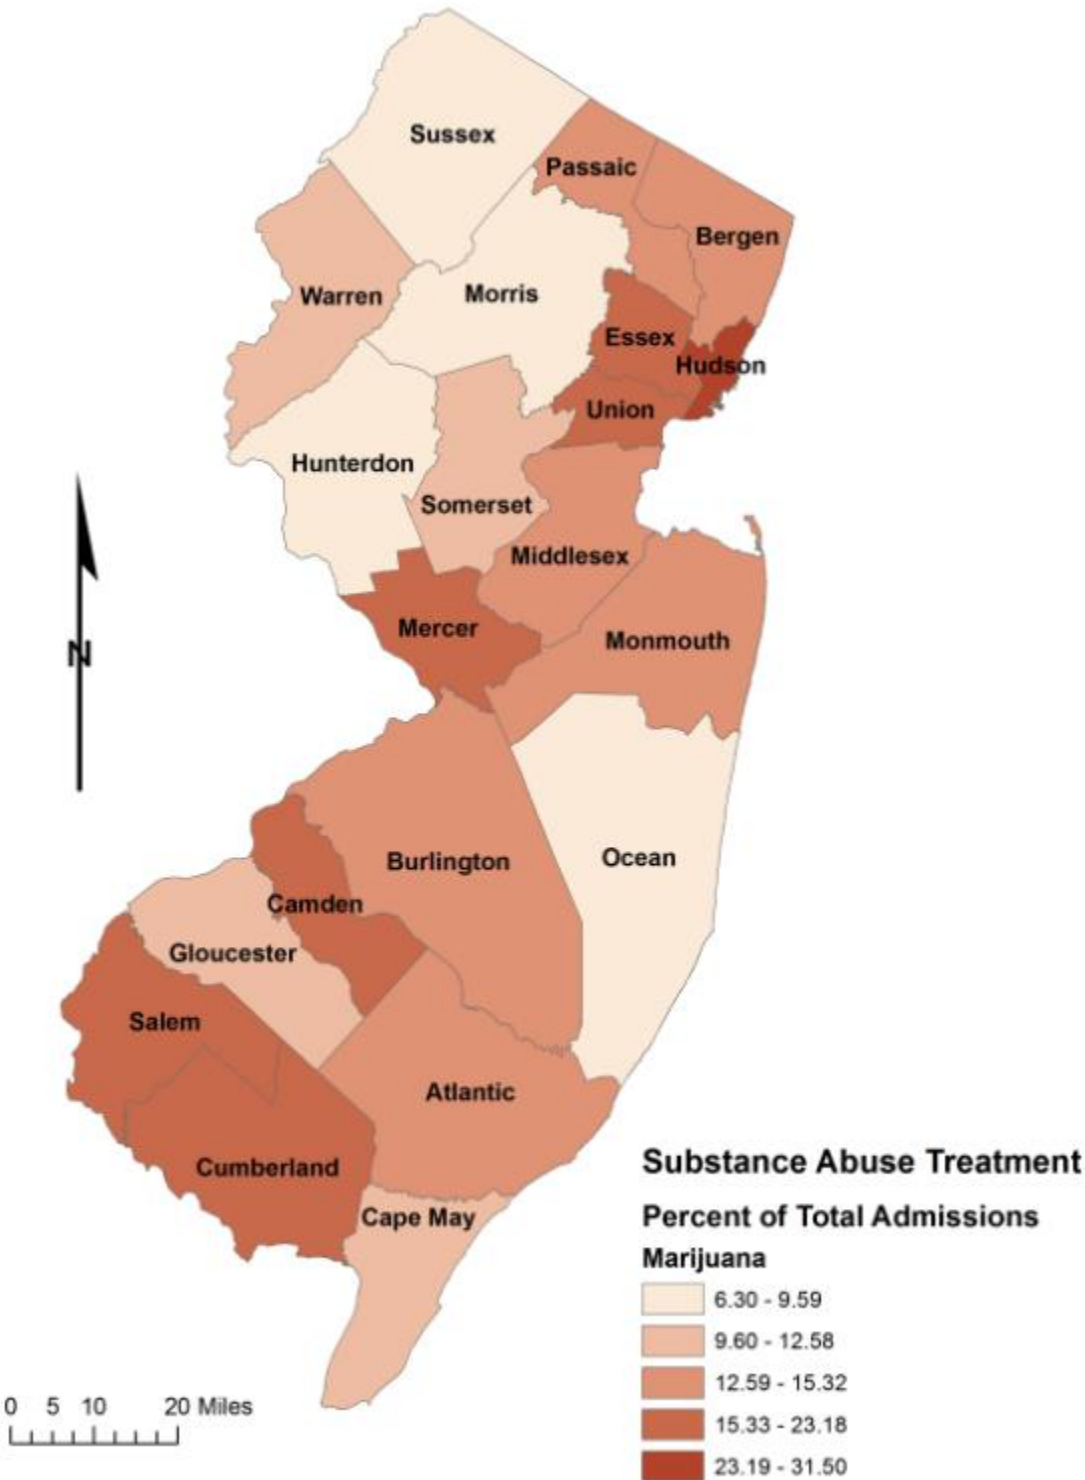 Sussex
Passaic
Bergen
Warren
Morris
Essex
Hudson
Union
Hunterdon
Somerset
Middlesex
Mercer
Monmouth
N
Burlington
Ocean
Camden
Gloucester
Salem
Atlantic
Cumberland
Cape May
Substance Abuse Treatment
Percent of Total Admissions
Marijuana
6.30 - 9.59
9.60 - 12.58
12.59 - 15.32
15.33 - 23.18
23.19 - 31.50
0 5 10 20 Miles